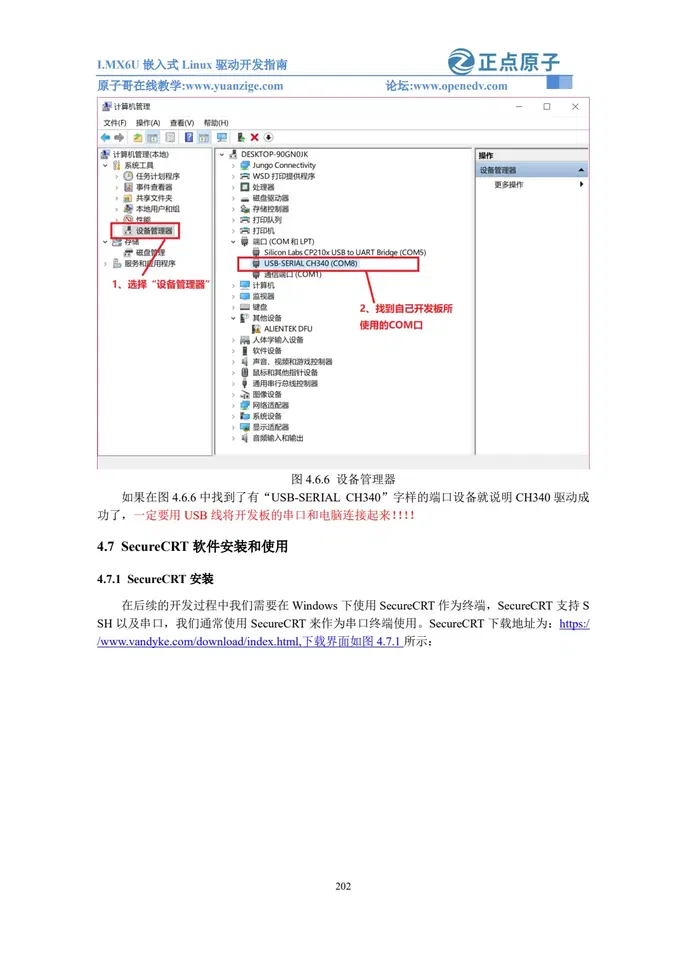 I.MX6U 嵌入式 Linux 驱动开发指南
正点原子
原子哥在线教学:www.yuanzige.com
论坛:www.openedv.com
计算机管理
文件(F) 操作(A) 查看(V) 帮助(H)
计算机管理(本地)
系统工具
任务计划程序
事件查看器
共享文件夹
本地用户和组
性能
设备管理器
存储
磁盘管理
服务和应用程序
1、选择“设备管理器”
DESKTOP-90GN0JK
Jungo Connectivity
WSD 打印提供程序
处理器
磁盘驱动器
存储控制器
打印队列
打印机
端口 (COM 和 LPT)
Silicon Labs CP210x USB to UART Bridge (COM5)
USB-SERIAL CH340 (COM8)
通信端口 (COM1)
计算机
监视器
键盘
其他设备
ALIENTEK DFU
人体学输入设备
软件设备
声音、视频和游戏控制器
鼠标和其他指针设备
通用串行总线控制器
图像设备
网络适配器
系统设备
显示适配器
音频输入和输出
2、找到自己开发板所
使用的COM口
操作
设备管理器
更多操作
图 4.6.6 设备管理器
如果在图 4.6.6 中找到了有“USB-SERIAL CH340”字样的端口设备就说明 CH340 驱动成
功了，一定要用 USB 线将开发板的串口和电脑连接起来!!!!
4.7 SecureCRT 软件安装和使用
4.7.1 SecureCRT 安装
在后续的开发过程中我们需要在 Windows 下使用 SecureCRT 作为终端，SecureCRT 支持 S
SH 以及串口，我们通常使用 SecureCRT 来作为串口终端使用。SecureCRT 下载地址为：https:/
/www.vandyke.com/download/index.html,下载界面如图 4.7.1 所示：
202